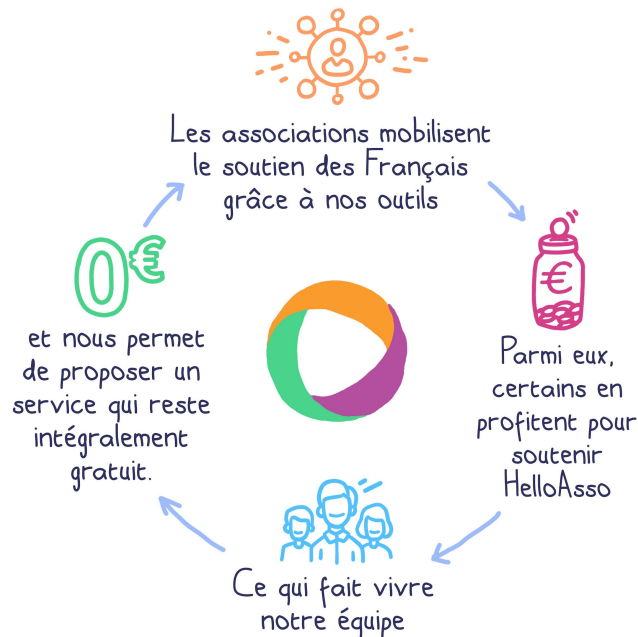 Les associations mobilisent
le soutien des Français
grâce à nos outils
€
Parmi eux,
certains en
profitent pour
soutenir
HelloAsso
Ce qui fait vivre
notre équipe
0€
et nous permet
de proposer un
service qui reste
intégralement
gratuit.